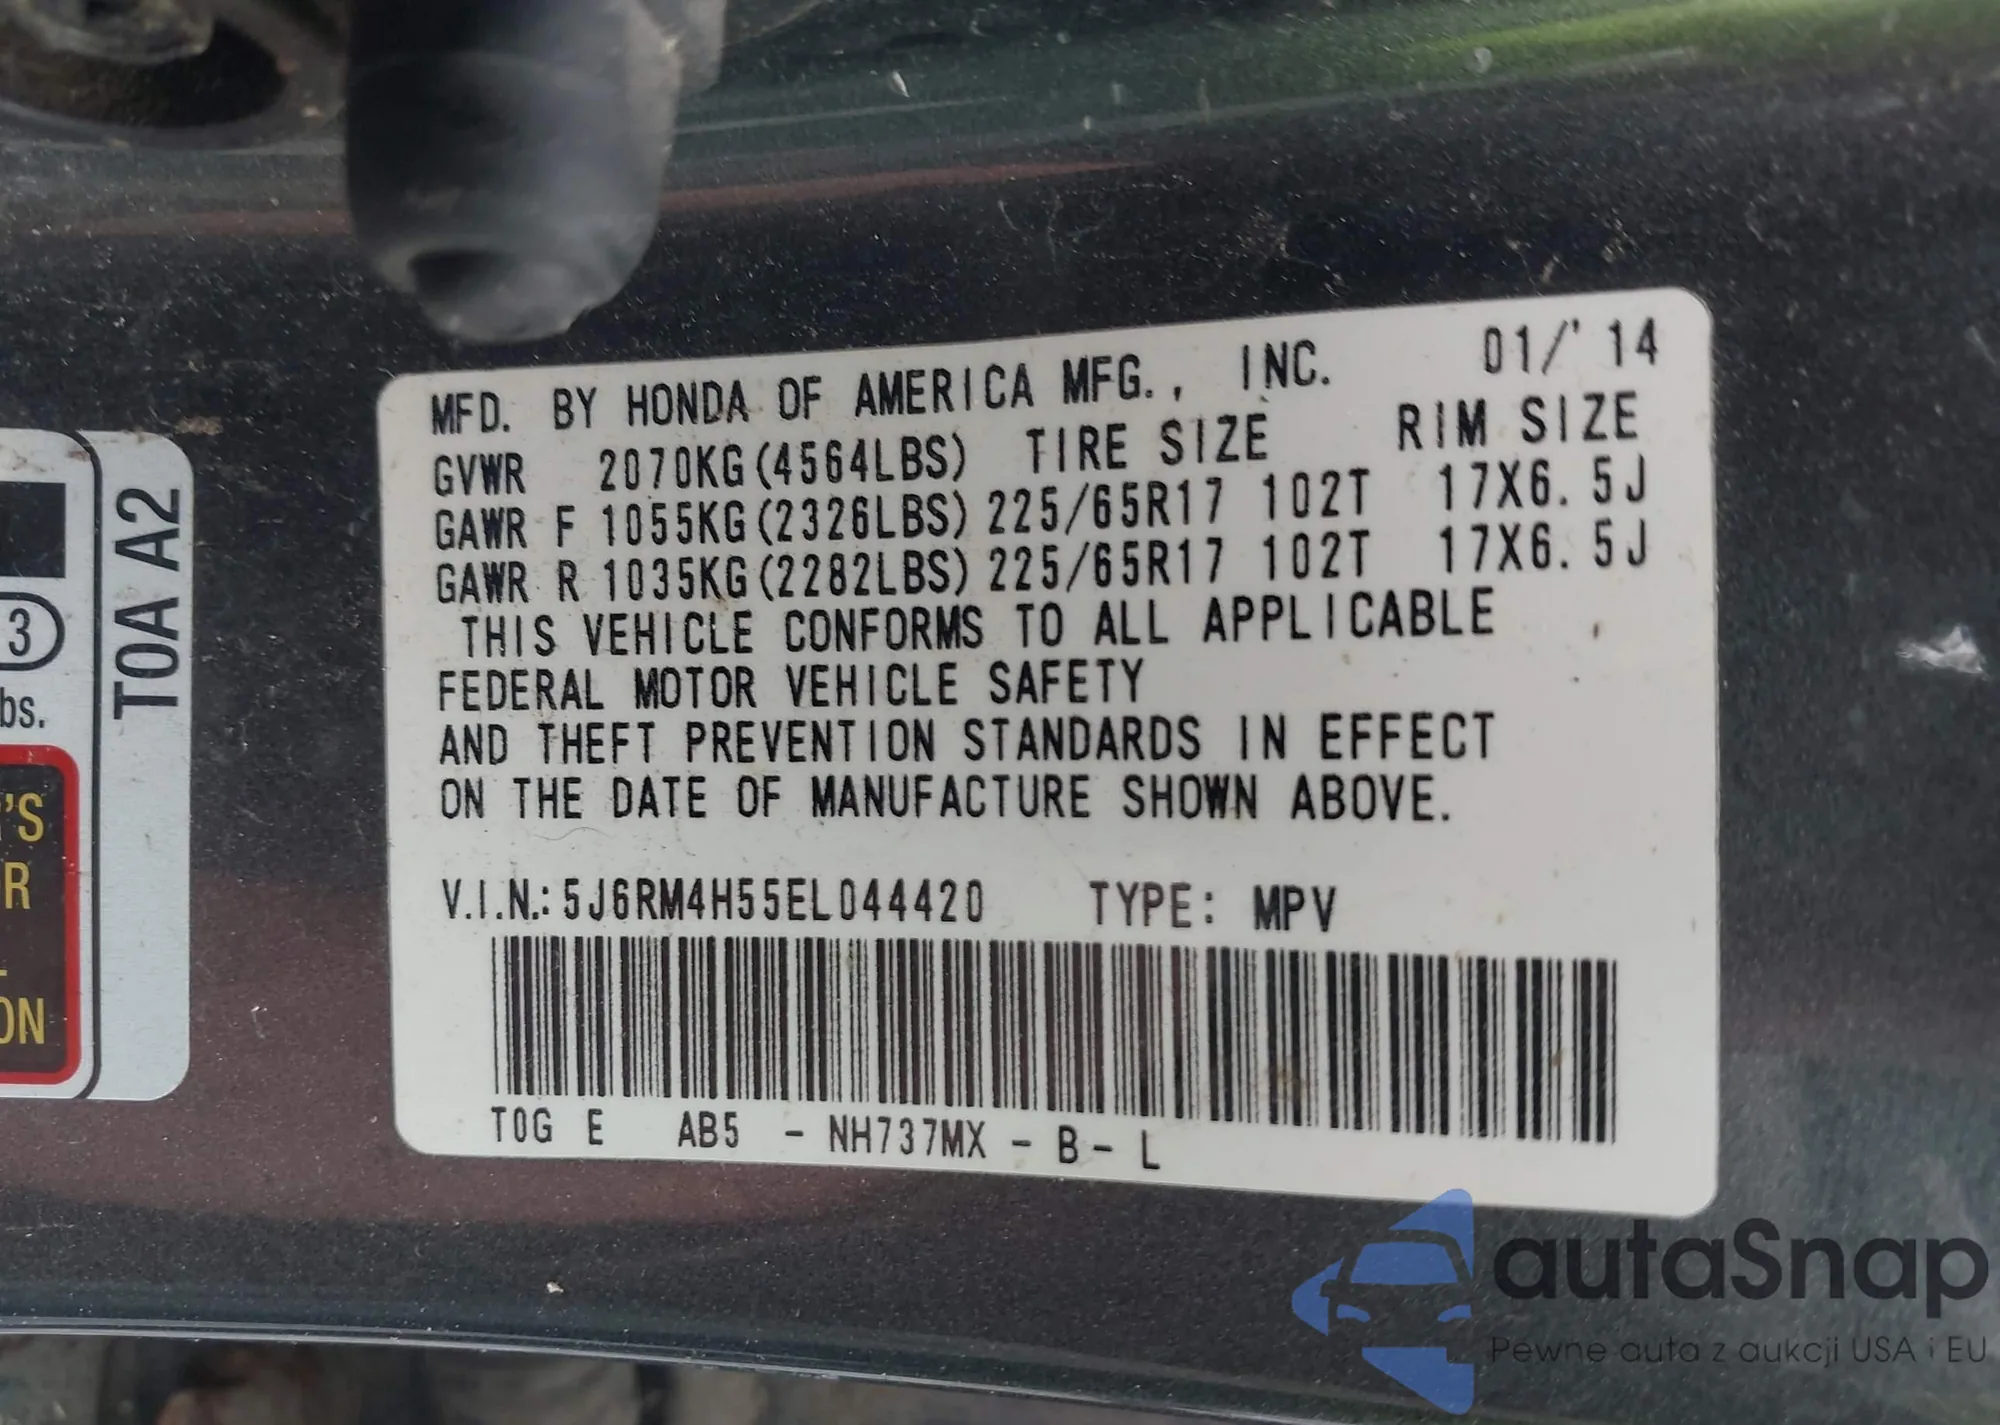 MFD. BY HONDA OF AMERICA MFG., INC. 01/'14
GVWR 2070KG(4564LBS) TIRE SIZE RIM SIZE
GAWR F 1055KG(2326LBS) 225/65R17 102T 17X6.5J
GAWR R 1035KG(2282LBS) 225/65R17 102T 17X6.5J
THIS VEHICLE CONFORMS TO ALL APPLICABLE
FEDERAL MOTOR VEHICLE SAFETY
AND THEFT PREVENTION STANDARDS IN EFFECT
ON THE DATE OF MANUFACTURE SHOWN ABOVE.
V.I.N.: 5J6RM4H55EL044420 TYPE: MPV
T0G E AB5 - NH737MX - B - L
T0A A2
3
bs.
'S
R
ON
autaSnap
Pewne auta z aukcji USA i EU